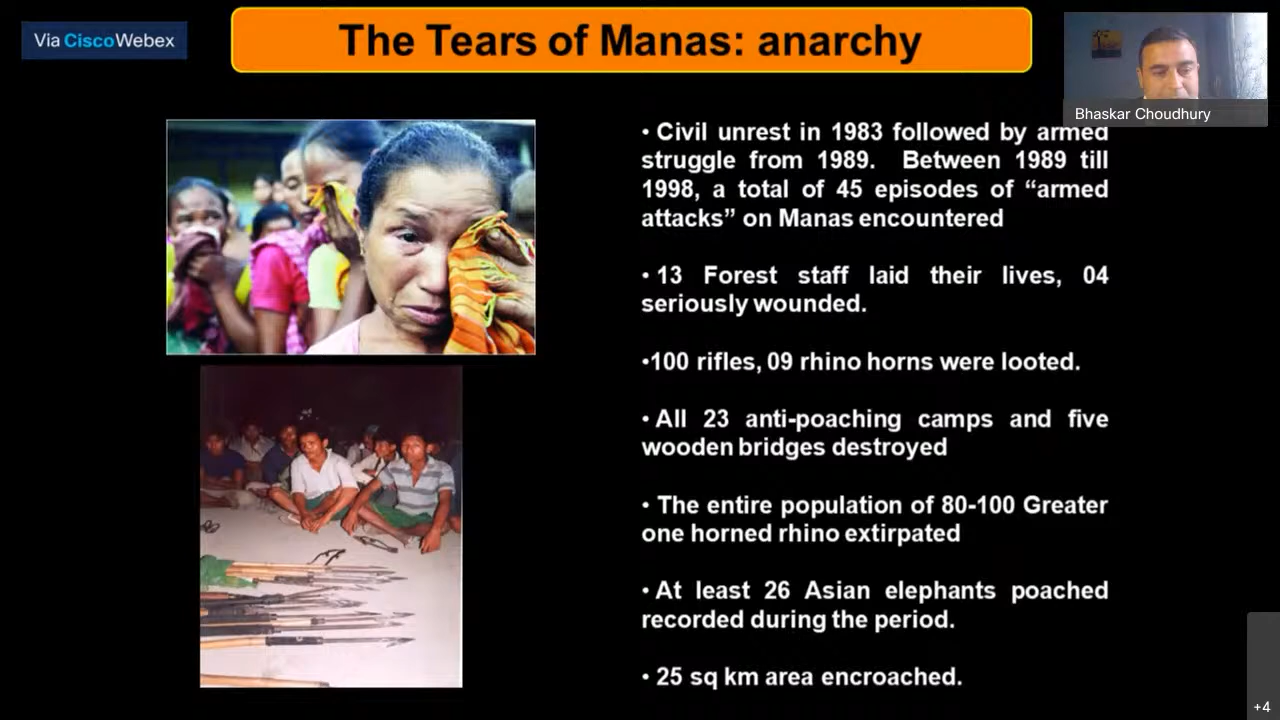 Via CiscoWebex
The Tears of Manas: anarchy
Bhaskar Choudhury
• Civil unrest in 1983 followed by armed
struggle from 1989. Between 1989 till
1998, a total of 45 episodes of “armed
attacks” on Manas encountered
• 13 Forest staff laid their lives, 04
seriously wounded.
•100 rifles, 09 rhino horns were looted.
• All 23 anti-poaching camps and five
wooden bridges destroyed
• The entire population of 80-100 Greater
one horned rhino extirpated
• At least 26 Asian elephants poached
recorded during the period.
• 25 sq km area encroached.
+4